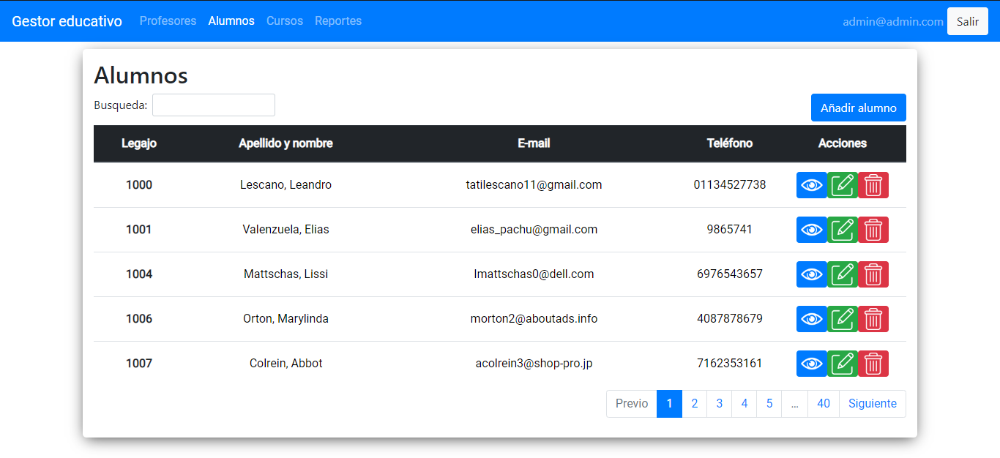 Gestor educativo Profesores Alumnos Cursos Reportes admin@admin.com Salir
Alumnos
Busqueda: Añadir alumno
Legajo Apellido y nombre E-mail Teléfono Acciones
1000 Lescano, Leandro tatilescano11@gmail.com 01134527738
1001 Valenzuela, Elias elias_pachu@gmail.com 9865741
1004 Mattschas, Lissi lmattschas0@dell.com 6976543657
1006 Orton, Marylinda morton2@aboutads.info 4087878679
1007 Colrein, Abbot acolrein3@shop-pro.jp 7162353161
Previo 1 2 3 4 5 ... 40 Siguiente